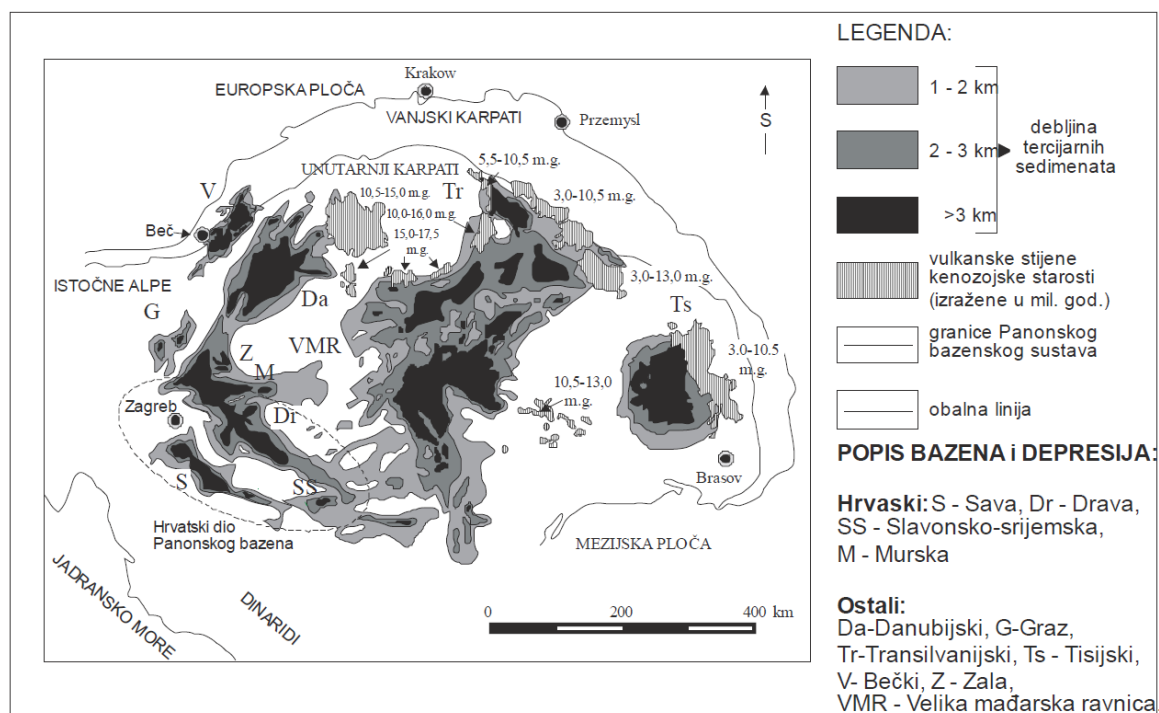 EUROPSKA PLOČA
Krakow
VANJSKI KARPATI
Przemysl
S
UNUTARNJI KARPATI
5,5-10,5 m.g.
V
10,5-15,0 m.g.
Tr
3,0-10,5 m.g.
10,0-16,0 m.g.
Beč
15,0-17,5
m.g.
ISTOČNE ALPE
Da
3,0-13,0 m.g.
G
Ts
Z
VMR
M
3.0-10.5
m.g.
10,5-13,0
m.g.
Zagreb
Dr
Brasov
S
SS
Hrvatski dio
Panonskog bazena
MEZIJSKA PLOČA
JADRANSKO MORE
DINARIDI
0
200
400 km
LEGENDA:
1 - 2 km
2 - 3 km
>3 km
debljina
tercijarnih
sedimenata
vulkanske stijene
kenozojske starosti
(izražene u mil. god.)
granice Panonskog
bazenskog sustava
obalna linija
POPIS BAZENA i DEPRESIJA:
Hrvaski: S - Sava, Dr - Drava,
SS - Slavonsko-srijemska,
M - Murska
Ostali:
Da-Danubijski, G-Graz,
Tr-Transilvanijski, Ts - Tisijski,
V- Bečki, Z - Zala,
VMR - Velika mađarska ravnica